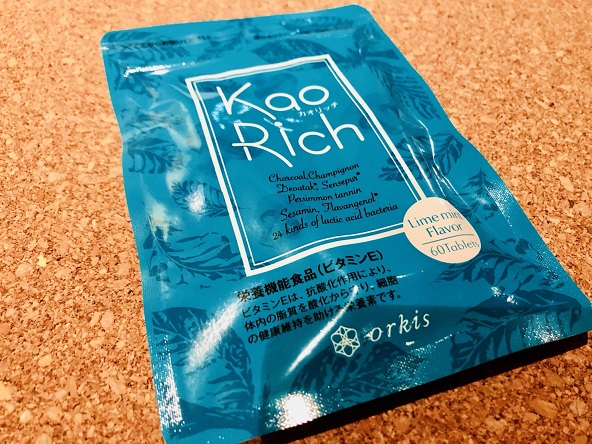 Kao
カオリッチ
Rich
Charcoal,Champignon
Deoatak®, Sensepur®
Persimmon tannin
Sesamin, Flavangenol®
24 kinds of lactic acid bacteria
Lime mint
Flavor
60Tablets
栄養機能食品(ビタミンE)
ビタミンEは、抗酸化作用により、
体内の脂質を酸化から守り、細胞
の健康維持を助ける栄養素です。
orkis